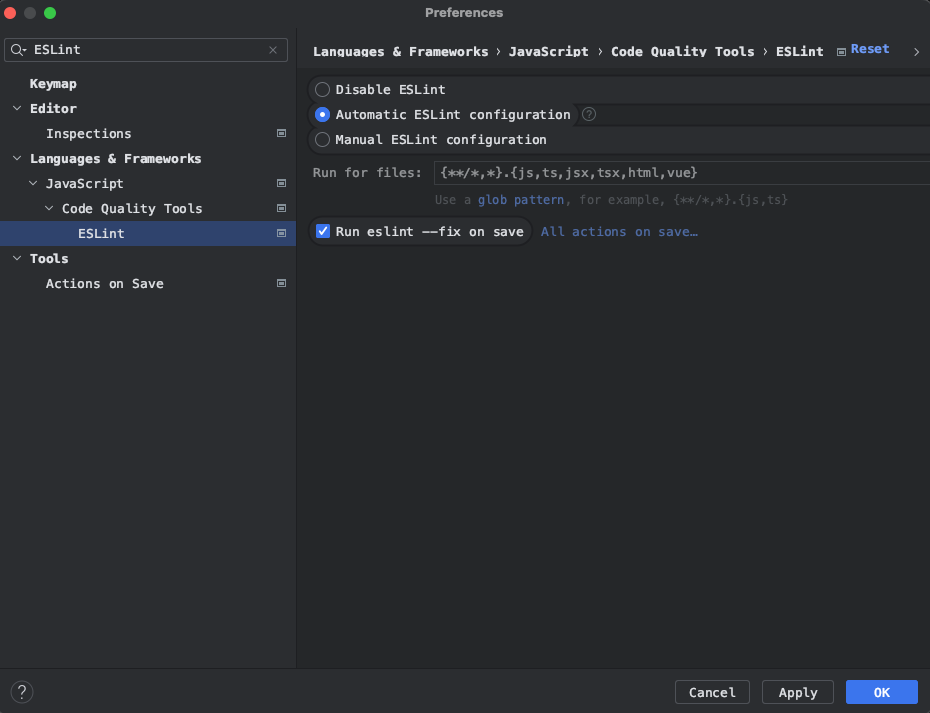 Preferences
ESLint
Keymap
Editor
Inspections
Languages & Frameworks
JavaScript
Code Quality Tools
ESLint
Tools
Actions on Save
Languages & Frameworks › JavaScript › Code Quality Tools › ESLint Reset
Disable ESLint
Automatic ESLint configuration ?
Manual ESLint configuration
Run for files: {**/*,*}.{js,ts,jsx,tsx,html,vue}
Use a glob pattern, for example, {**/*,*}.{js,ts}
Run eslint --fix on save All actions on save…
? Cancel Apply OK